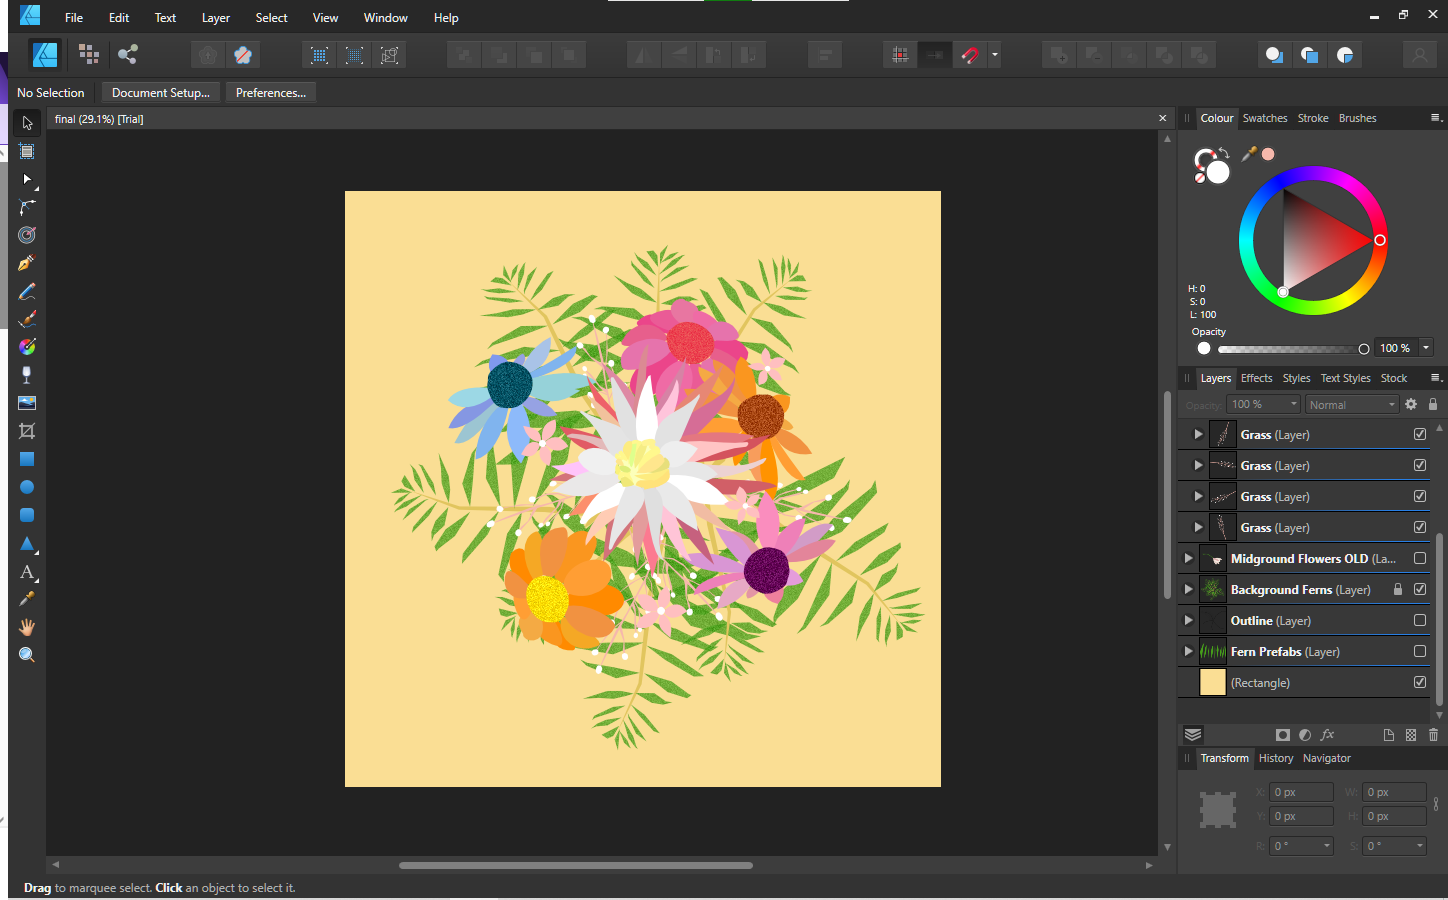 File Edit Text Layer Select View Window Help
No Selection Document Setup... Preferences...
final (29.1%) [Trial]
Colour Swatches Stroke Brushes
H: 0
S: 0
L: 100
Opacity
100 %
Layers Effects Styles Text Styles Stock
Opacity: 100 % Normal
Grass (Layer)
Grass (Layer)
Grass (Layer)
Grass (Layer)
Midground Flowers OLD (La...
Background Ferns (Layer)
Outline (Layer)
Fern Prefabs (Layer)
(Rectangle)
fx
Transform History Navigator
X: 0 px W: 0 px
Y: 0 px H: 0 px
R: 0 ° S: 0 °
Drag to marquee select. Click an object to select it.